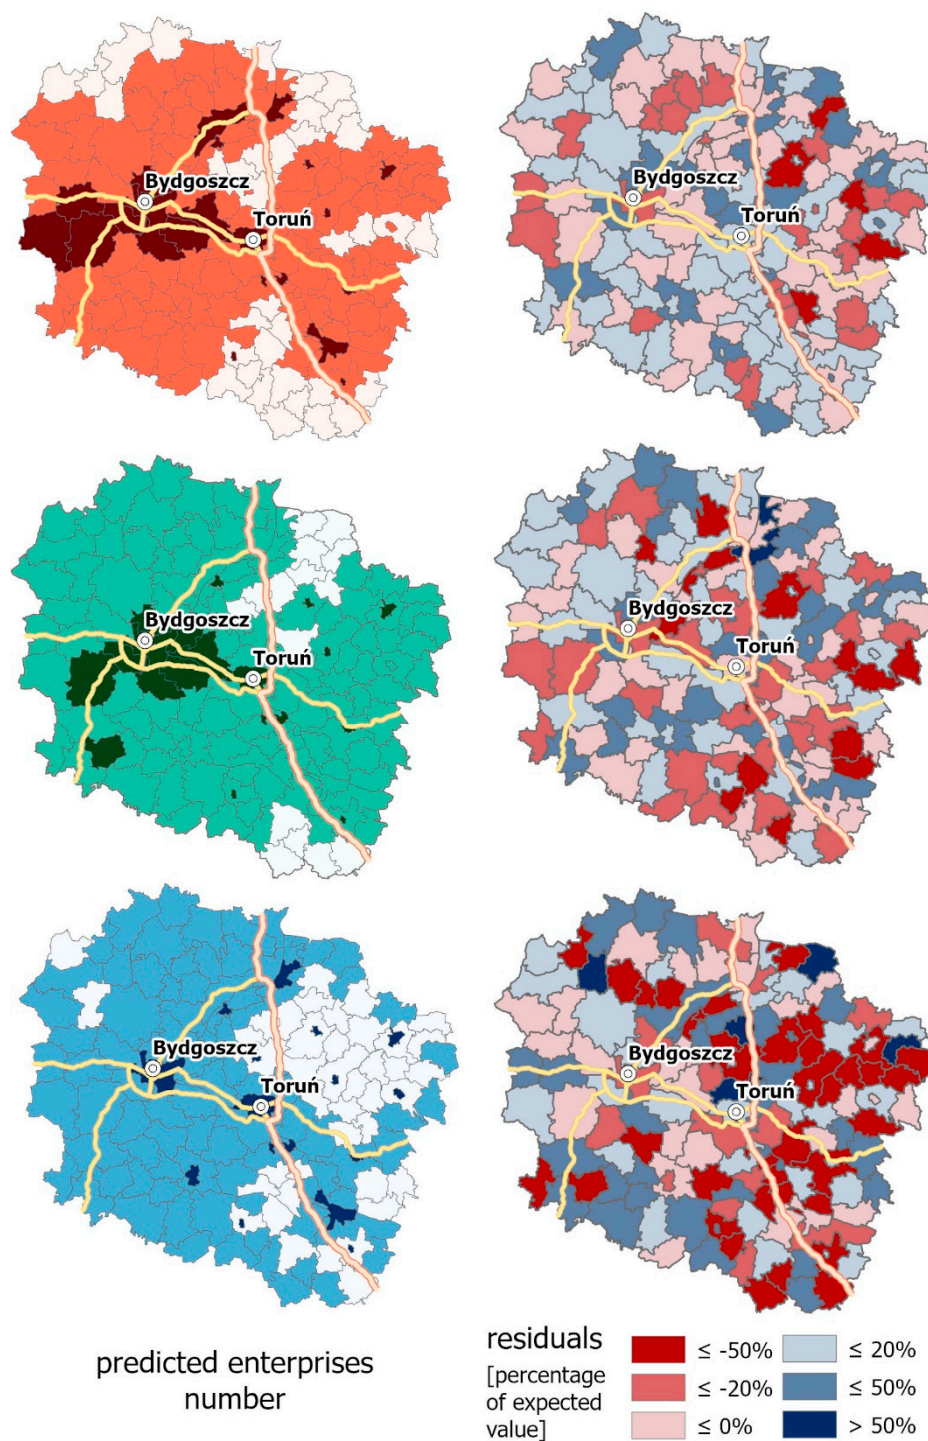 Bydgoszcz
Toruń
Bydgoszcz
Toruń
Bydgoszcz
Toruń
Bydgoszcz
Toruń
Bydgoszcz
Toruń
Bydgoszcz
Toruń
predicted enterprises
number
residuals
[percentage
of expected
value]
≤ -50%
≤ 20%
≤ -20%
≤ 50%
≤ 0%
> 50%